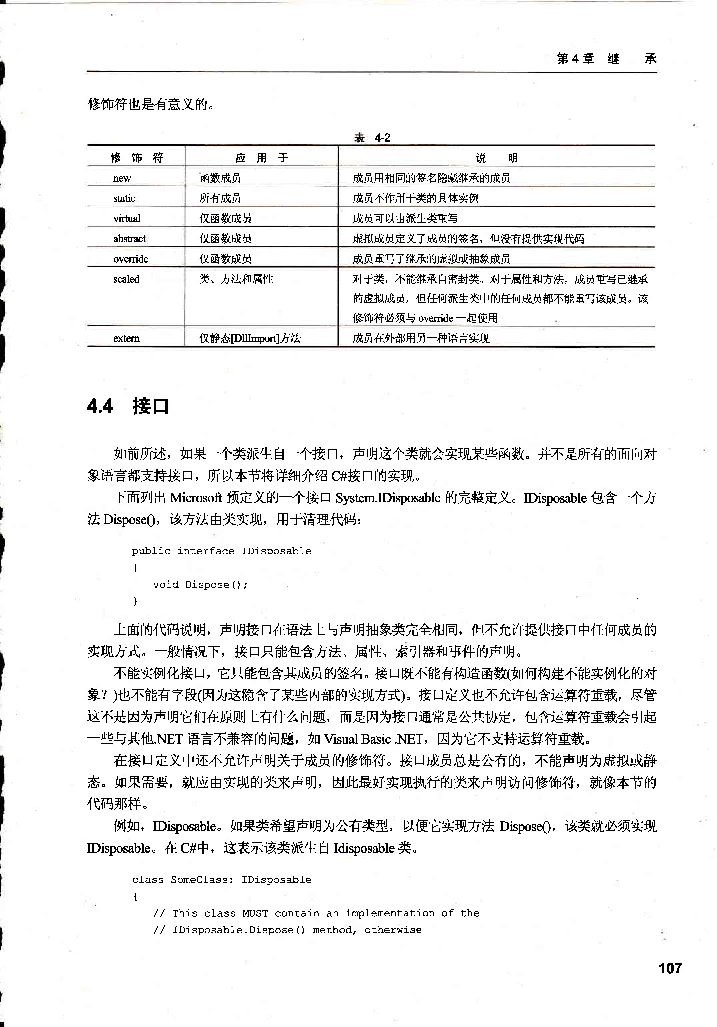 第4章 继 承
修饰符也是有意义的。
表 4-2
修 饰 符 应 用 于 说 明
new 函数成员 成员用相同的签名隐藏继承的成员
static 所有成员 成员不作用于类的具体实例
virtual 仅函数成员 成员可以由派生类重写
abstract 仅函数成员 虚拟成员定义了成员的签名，但没有提供实现代码
override 仅函数成员 成员重写了继承的虚拟或抽象成员
sealed 类、方法和属性 对于类，不能继承自密封类。对于属性和方法，成员重写已继承
的虚拟成员，但任何派生类中的任何成员都不能重写该成员。该
修饰符必须与 override 一起使用
extern 仅静态[DllImport]方法 成员在外部用另一种语言实现
4.4 接口
如前所述，如果一个类派生自一个接口，声明这个类就会实现某些函数。并不是所有的面向对
象语言都支持接口，所以本节将详细介绍 C#接口的实现。
下面列出 Microsoft 预定义的一个接口 System.IDisposable 的完整定义。IDisposable 包含一个方
法 Dispose()，该方法由类实现，用于清理代码：
public interface IDisposable
{
void Dispose();
}
上面的代码说明，声明接口在语法上与声明抽象类完全相同，但不允许提供接口中任何成员的
实现方式。一般情况下，接口只能包含方法、属性、索引器和事件的声明。
不能实例化接口，它只能包含其成员的签名。接口既不能有构造函数(如何构建不能实例化的对
象？)也不能有字段(因为这隐含了某些内部的实现方式)。接口定义也不允许包含运算符重载，尽管
这不是因为声明它们在原则上有什么问题，而是因为接口通常是公共协定，包含运算符重载会引起
一些与其他.NET 语言不兼容的问题，如 Visual Basic .NET，因为它不支持运算符重载。
在接口定义中还不允许声明关于成员的修饰符。接口成员总是公有的，不能声明为虚拟或静
态。如果需要，就应由实现的类来声明，因此最好实现执行的类来声明访问修饰符，就像本节的
代码那样。
例如，IDisposable。如果类希望声明为公有类型，以便它实现方法 Dispose()，该类就必须实现
IDisposable。在 C#中，这表示该类派生自 Idisposable 类。
class SomeClass: IDisposable
{
// This class MUST contain an implementation of the
// IDisposable.Dispose() method, otherwise
107